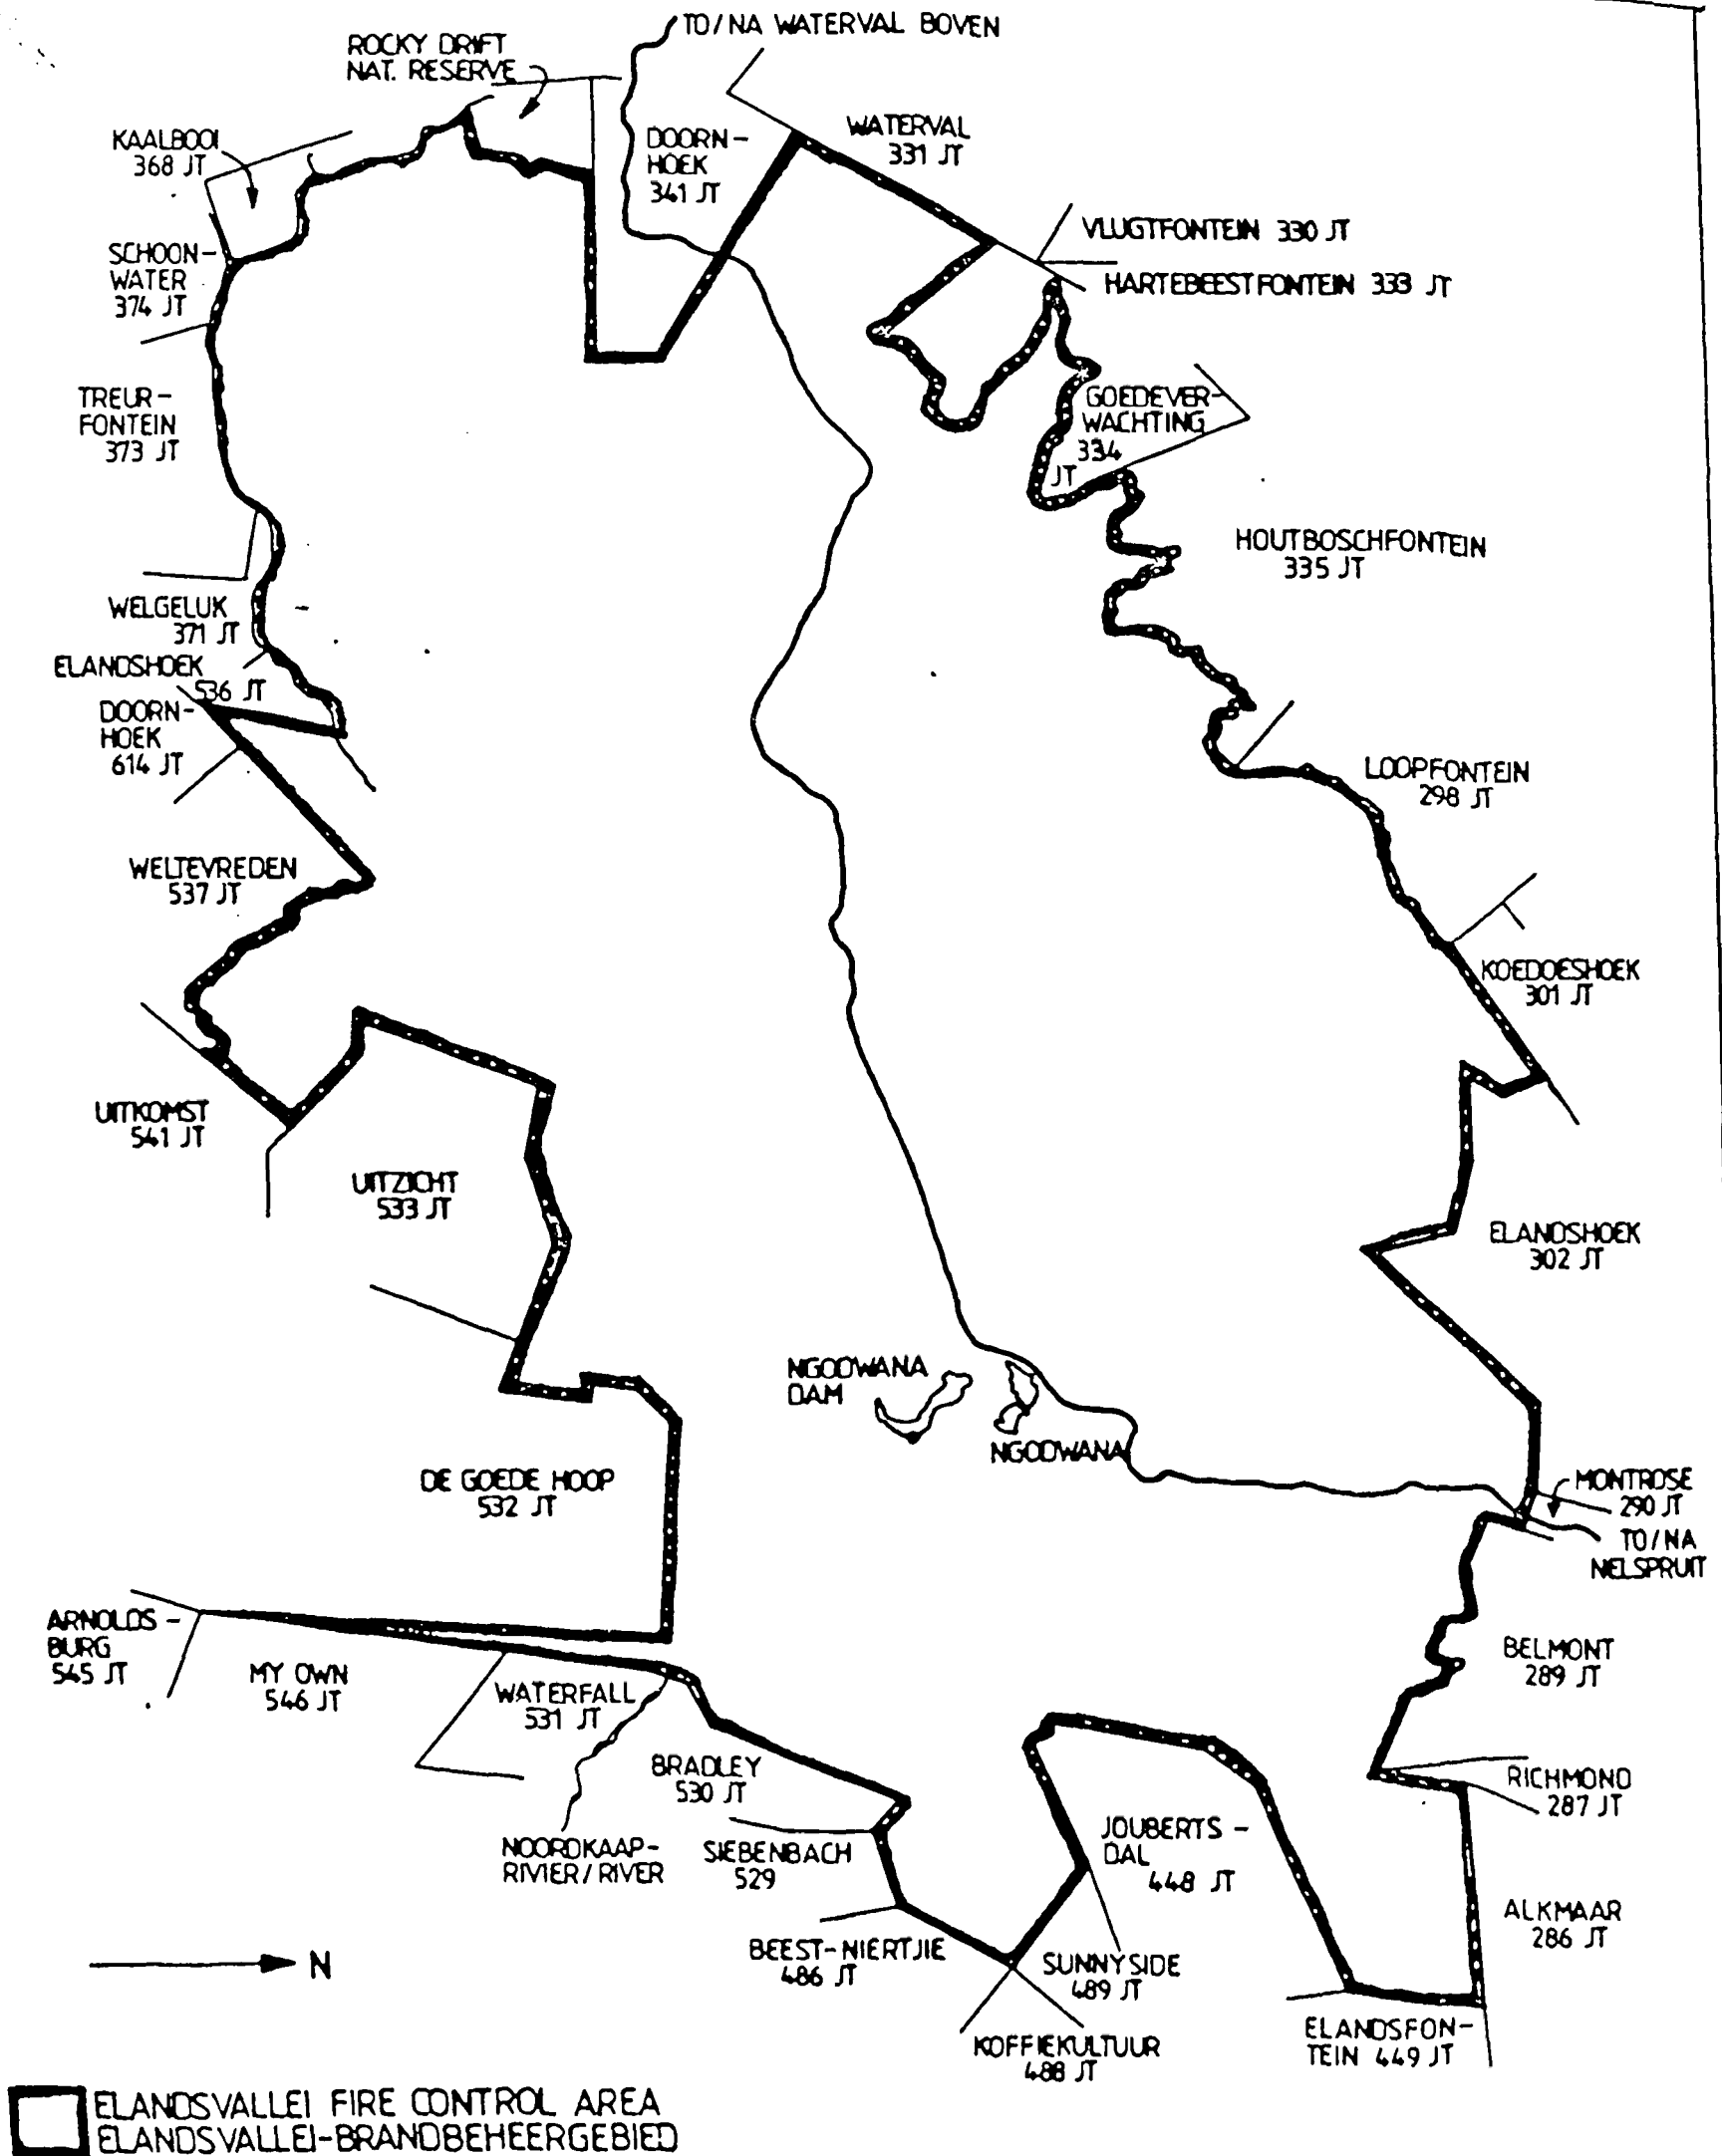 TO/NA WATERVAL BOVEN
ROCKY DRIFT
NAT. RESERVE
KAALBOOI
368 JT
DOORN-
HOEK
341 JT
WATERVAL
331 JT
VLUGTFONTEIN 330 JT
HARTEBEESTFONTEIN 333 JT
SCHOON-
WATER
374 JT
TREUR-
FONTEIN
373 JT
GOEDEVER-
WACHTING
334
JT
HOUTBOSCHFONTEIN
335 JT
WELGELUK
371 JT
ELANDSHOEK
536 JT
DOORN-
HOEK
614 JT
LOOPFONTEIN
298 JT
WELTEVREDEN
537 JT
KOEDOESHOEK
301 JT
UITKOMST
541 JT
UITZICHT
533 JT
ELANDSHOEK
302 JT
NGODWANA
DAM
NGODWANA
DE GOEDE HOOP
532 JT
MONTROSE
290 JT
TO/NA
NELSPRUIT
ARNOLDS-
BURG
545 JT
MY OWN
546 JT
WATERFALL
531 JT
BELMONT
289 JT
BRADLEY
530 JT
RICHMOND
287 JT
NOORDKAAP-
RIVIER/RIVER
SIEBENBACH
529
JOUBERTS-
DAL
448 JT
ALKMAAR
286 JT
BEEST-NIERTJIE
486 JT
SUNNYSIDE
489 JT
KOFFIEKULTUUR
488 JT
ELANDSFON-
TEIN 449 JT
N
ELANDSVALLEI FIRE CONTROL AREA
ELANDSVALLEI-BRANDBEHEERGEBIED